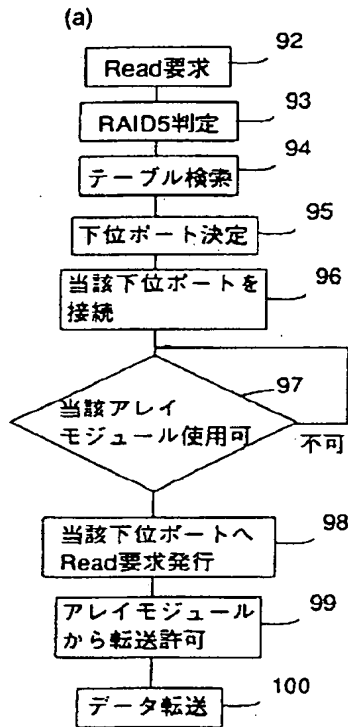 (a)
92
Read要求
93
RAID5判定
94
テーブル検索
95
下位ポート決定
96
当該下位ポートを
接続
97
当該アレイ
モジュール使用可
不可
98
当該下位ポートへ
Read要求発行
99
アレイモジュール
から転送許可
100
データ転送